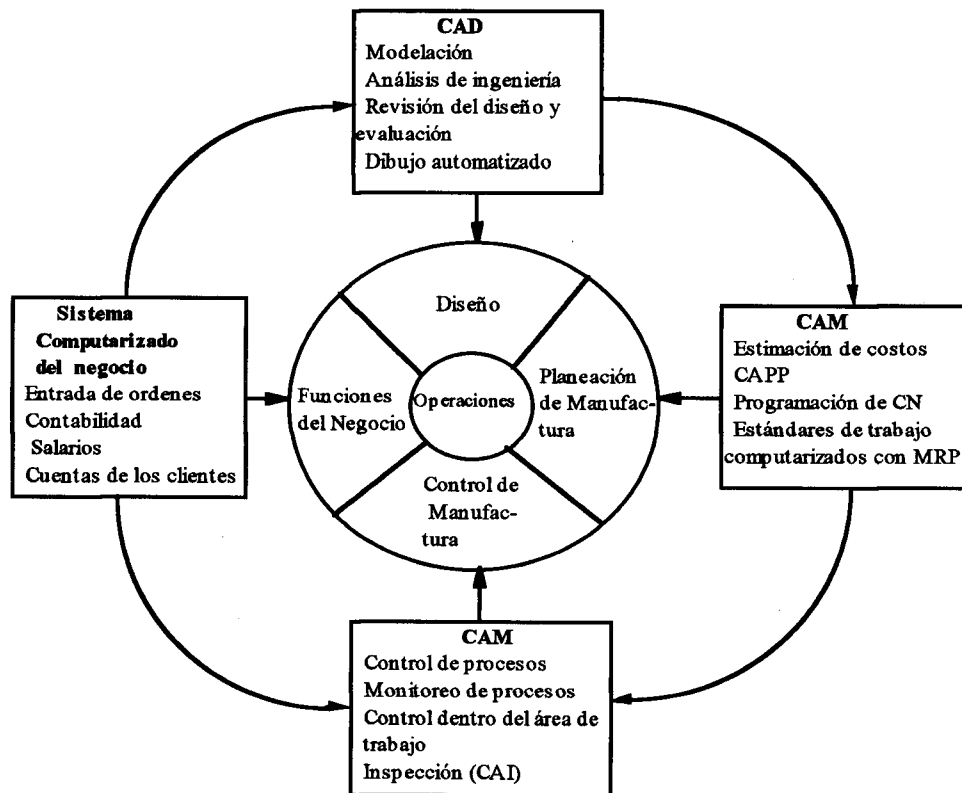 CAD
Modelación
Análisis de ingeniería
Revisión del diseño y
evaluación
Dibujo automatizado
Sistema
Computarizado
del negocio
Entrada de ordenes
Contabilidad
Salarios
Cuentas de los clientes
Diseño
Funciones
del Negocio
Operaciones
Planeación
de Manufac-
tura
Control de
Manufac-
tura
CAM
Estimación de costos
CAPP
Programación de CN
Estándares de trabajo
computarizados con MRP
CAM
Control de procesos
Monitoreo de procesos
Control dentro del área de
trabajo
Inspección (CAI)